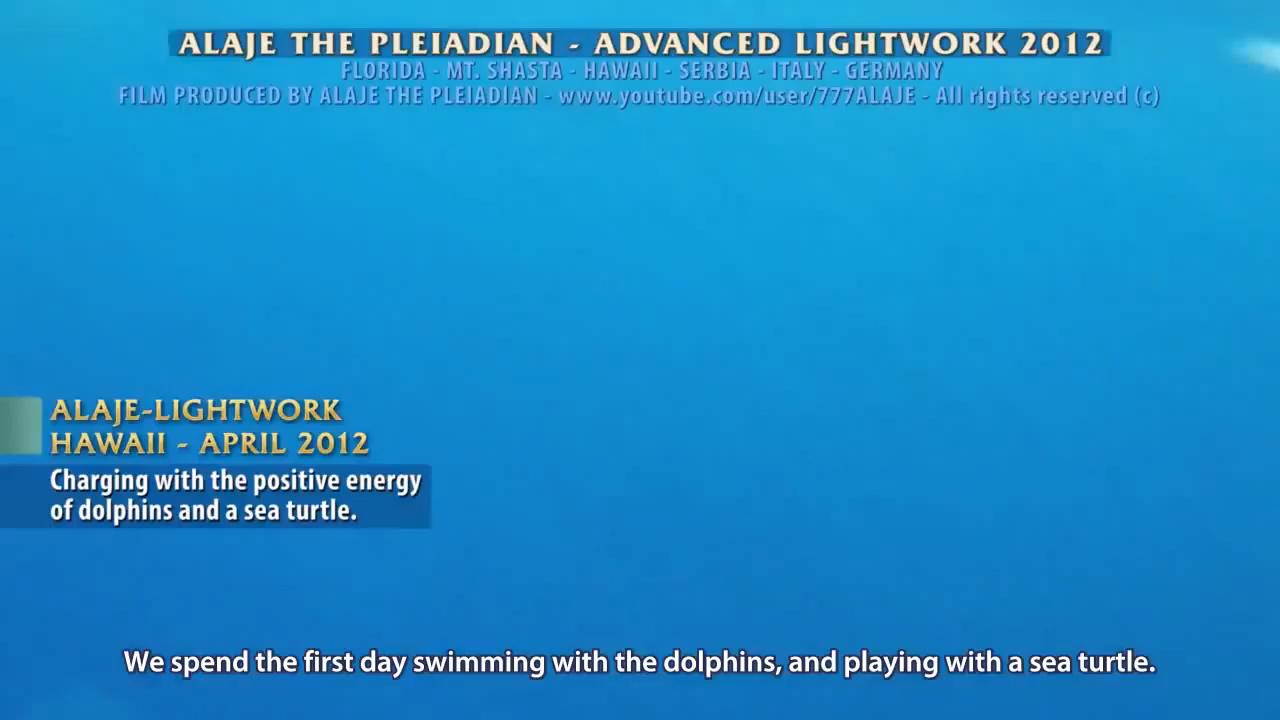 ALAJE THE PLEIADIAN - ADVANCED LIGHTWORK 2012
FLORIDA - MT. SHASTA - HAWAII - SERBIA - ITALY - GERMANY
FILM PRODUCED BY ALAJE THE PLEIADIAN - www.youtube.com/user/777ALAJE - All rights reserved (c)
ALAJE-LIGHTWORK
HAWAII - APRIL 2012
Charging with the positive energy
of dolphins and a sea turtle.
We spend the first day swimming with the dolphins, and playing with a sea turtle.